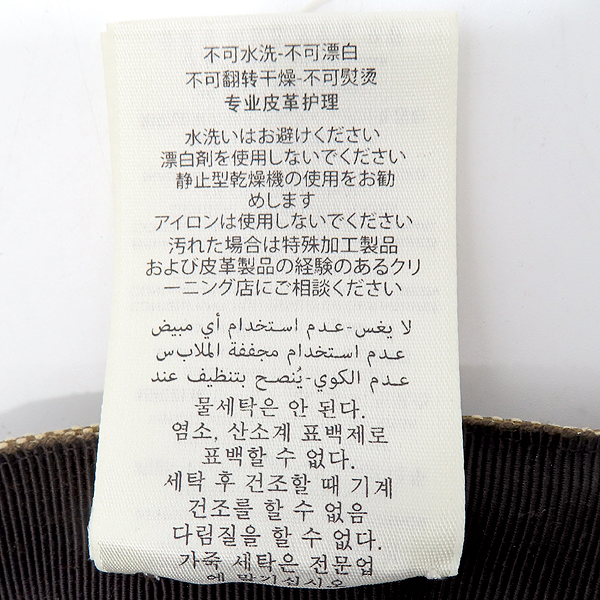 不可水洗-不可漂白
不可翻转干燥-不可熨烫
专业皮革护理
水洗いはお避けください
漂白剤を使用しないでください
静止型乾燥機の使用をお勧
めします
アイロンは使用しないでください
汚れた場合は特殊加工製品
および皮革製品の経験のあるクリ
ーニング店にご相談ください
لا يغس-عدم استخدام أي مبيض
عدم استخدام مجففة الملابس
عدم الكوي-يُنصح بتنظيف عند
물세탁은 안 된다.
염소, 산소계 표백제로
표백할 수 없다.
세탁 후 건조할 때 기계
건조를 할 수 없음
다림질을 할 수 없다.
가죽 세탁은 전문업
에 맡기십시오